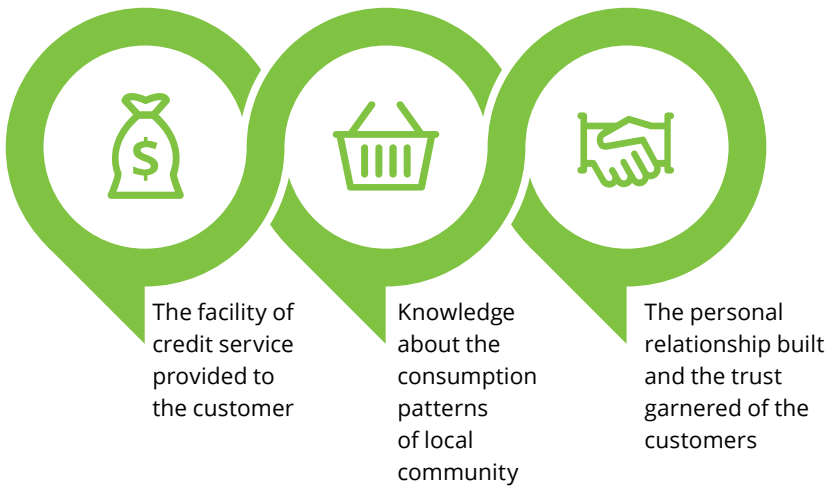 $
The facility of
credit service
provided to
the customer
Knowledge
about the
consumption
patterns
of local
community
The personal
relationship built
and the trust
garnered of the
customers